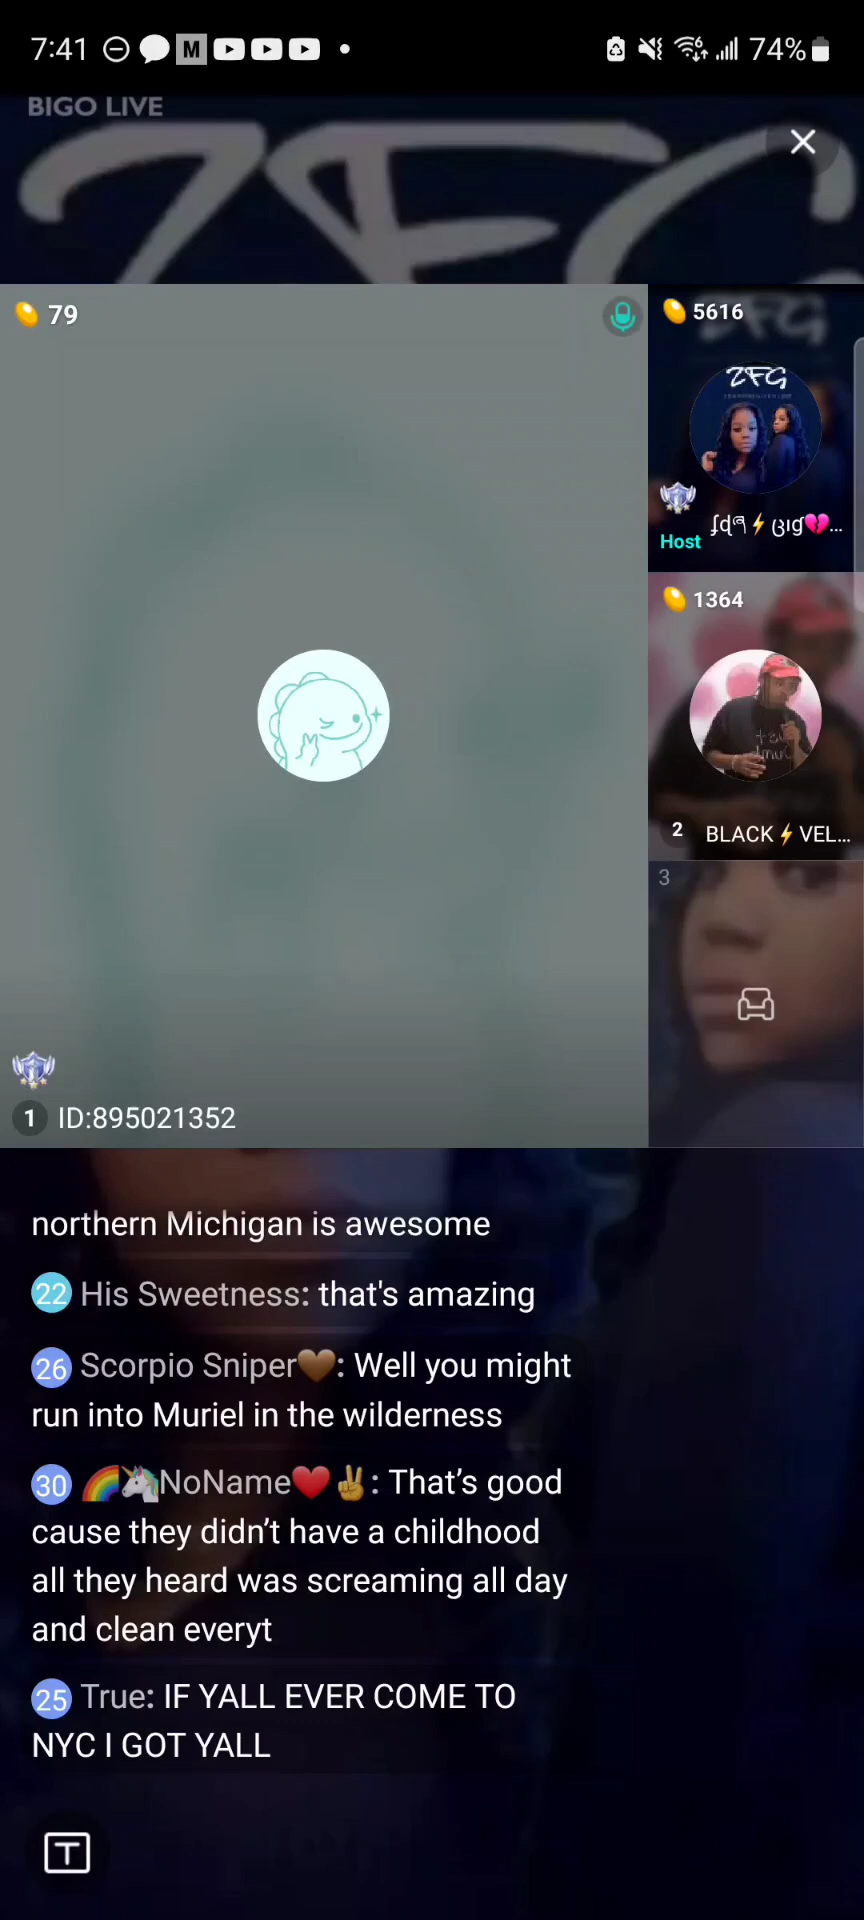 7:41 M 74%
BIGO LIVE
ZFG
79
5616
ZFG
ZFG
Host
1364
2 BLACK⚡VEL...
3
1 ID:895021352
northern Michigan is awesome
22 His Sweetness: that's amazing
26 Scorpio Sniper🤎: Well you might
run into Muriel in the wilderness
30 🌈🦄NoName❤️✌️: That’s good
cause they didn’t have a childhood
all they heard was screaming all day
and clean everyt
25 True: IF YALL EVER COME TO
NYC I GOT YALL
T